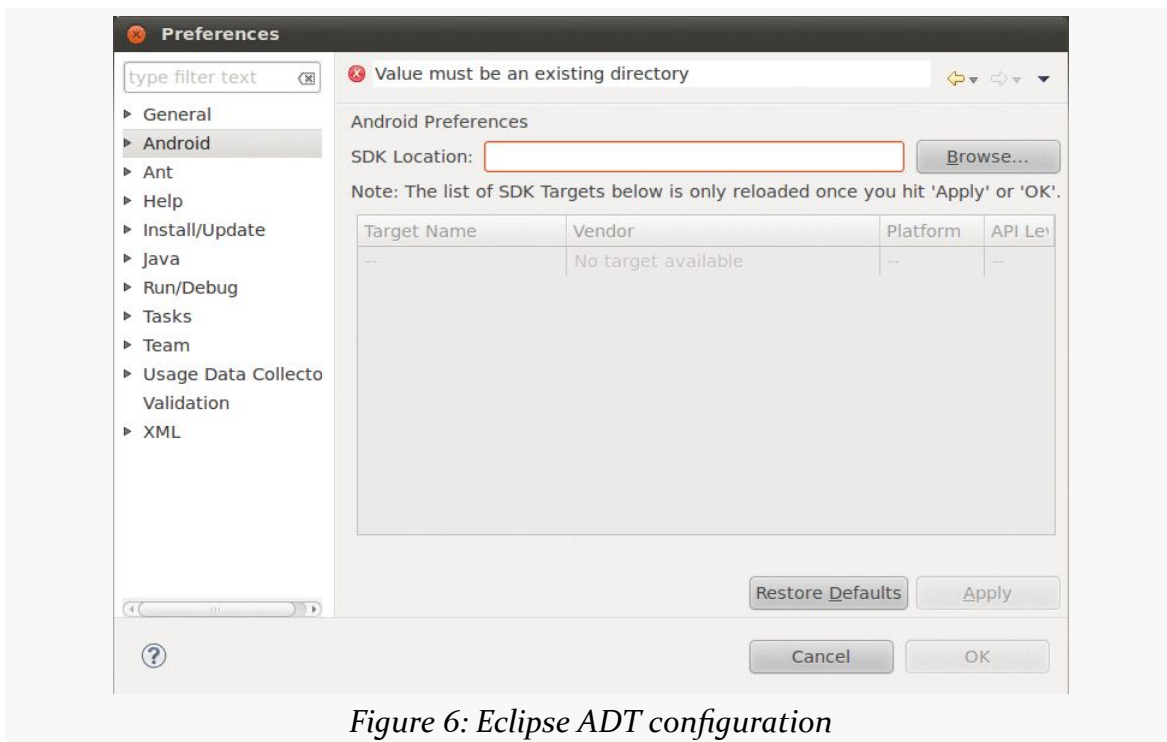 Preferences
type filter text
Value must be an existing directory
General
Android
Ant
Help
Install/Update
Java
Run/Debug
Tasks
Team
Usage Data Collecto
Validation
XML
Android Preferences
SDK Location:
Browse...
Note: The list of SDK Targets below is only reloaded once you hit 'Apply' or 'OK'.
Target Name Vendor Platform API Lev
-- No target available -- --
Restore Defaults Apply
Cancel OK
Figure 6: Eclipse ADT configuration